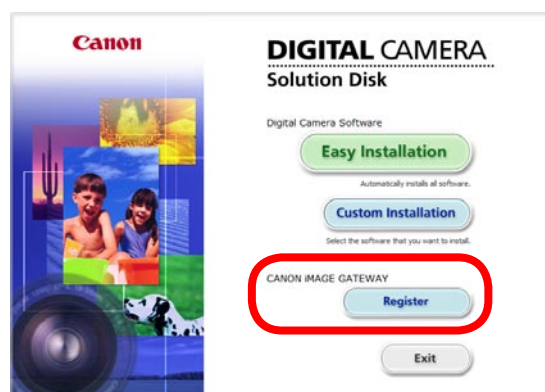 Canon
DIGITAL CAMERA
Solution Disk
Digital Camera Software
Easy Installation
Automatically installs all software.
Custom Installation
Select the software that you want to install.
CANON iMAGE GATEWAY
Register
Exit